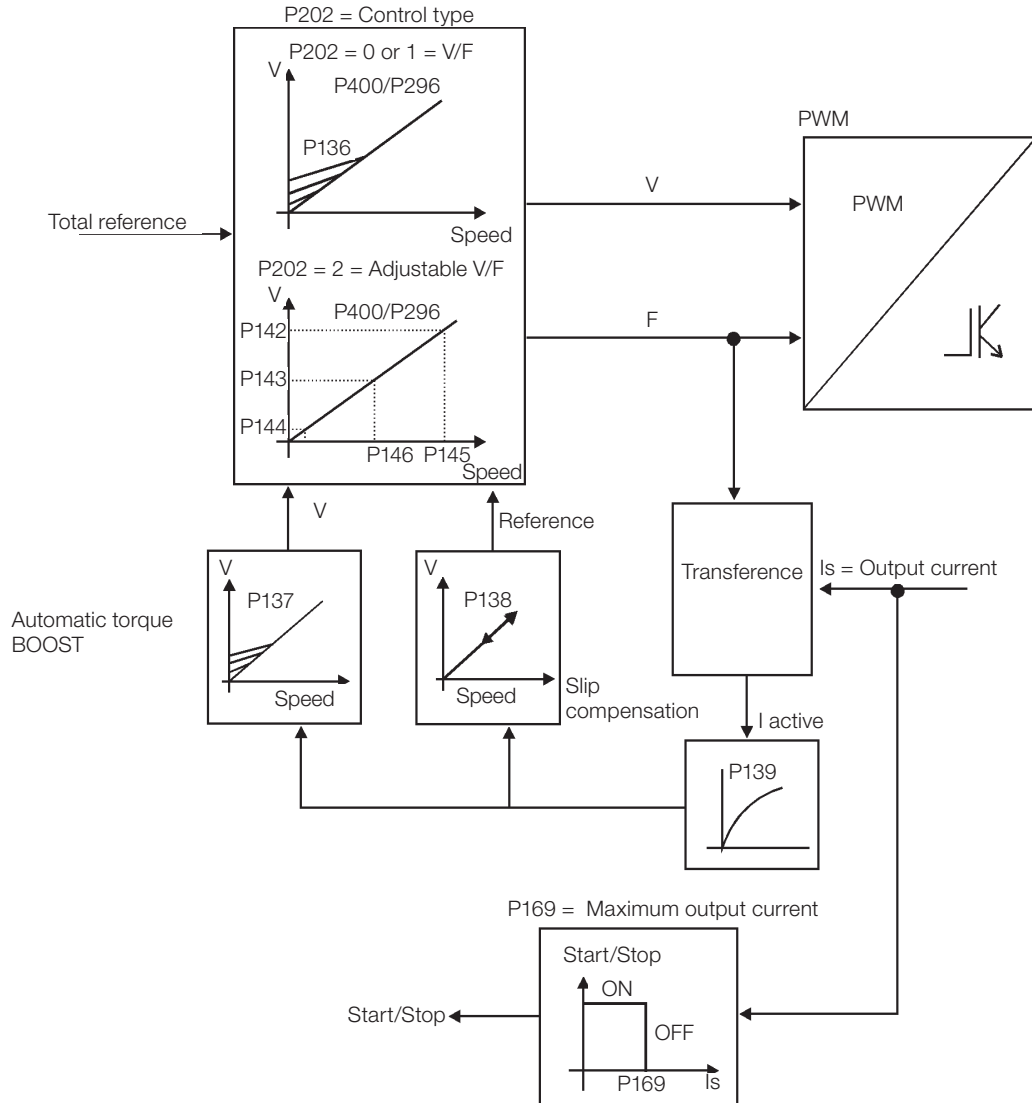 P202 = Control type
P202 = 0 or 1 = V/F
V
P400/P296
P136
Speed
Total reference
P202 = 2 = Adjustable V/F
V
P400/P296
P142
P143
P144
P146
P145
Speed
PWM
PWM
V
F
V
Reference
V
P137
Speed
Automatic torque
BOOST
V
P138
Speed
Slip
compensation
Transference
Is = Output current
I active
P139
P169 = Maximum output current
Start/Stop
ON
OFF
P169
Is
Start/Stop